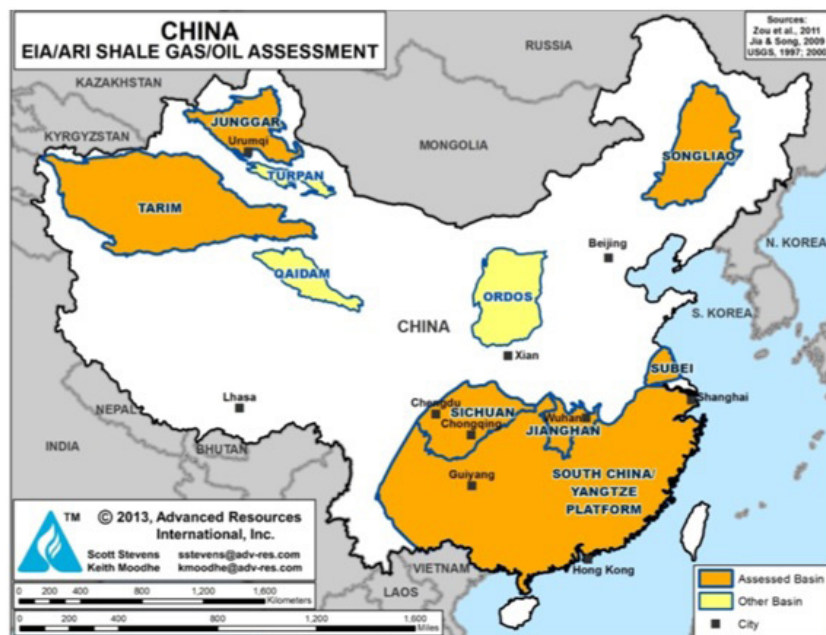 CHINA
EIA/ARI SHALE GAS/OIL ASSESSMENT
Sources:
Zou et al., 2011
Jia & Song, 2009
USGS, 1997; 2000
RUSSIA
KAZAKHSTAN
JUNGGAR
KYRGYZSTAN
Urumqi
MONGOLIA
SONGLIAO
TURPAN
TARIM
Beijing
N. KOREA
QAIDAM
ORDOS
S. KOREA
CHINA
Xian
SUBEI
Lhasa
Shanghai
Chengdu
SICHUAN
Wuhan
NEPAL
Chongqing
JIANGHAN
INDIA
BHUTAN
Guiyang
SOUTH CHINA/
YANGTZE
PLATFORM
TM
© 2013, Advanced Resources
International, Inc.
Scott Stevens sstevens@adv-res.com
Keith Moodhe kmoodhe@adv-res.com
VIETNAM
Hong Kong
LAOS
0 200 400 800 1,200 1,600
Kilometers
0 200 400 800 1,200 1,600
Miles
Assessed Basin
Other Basin
City